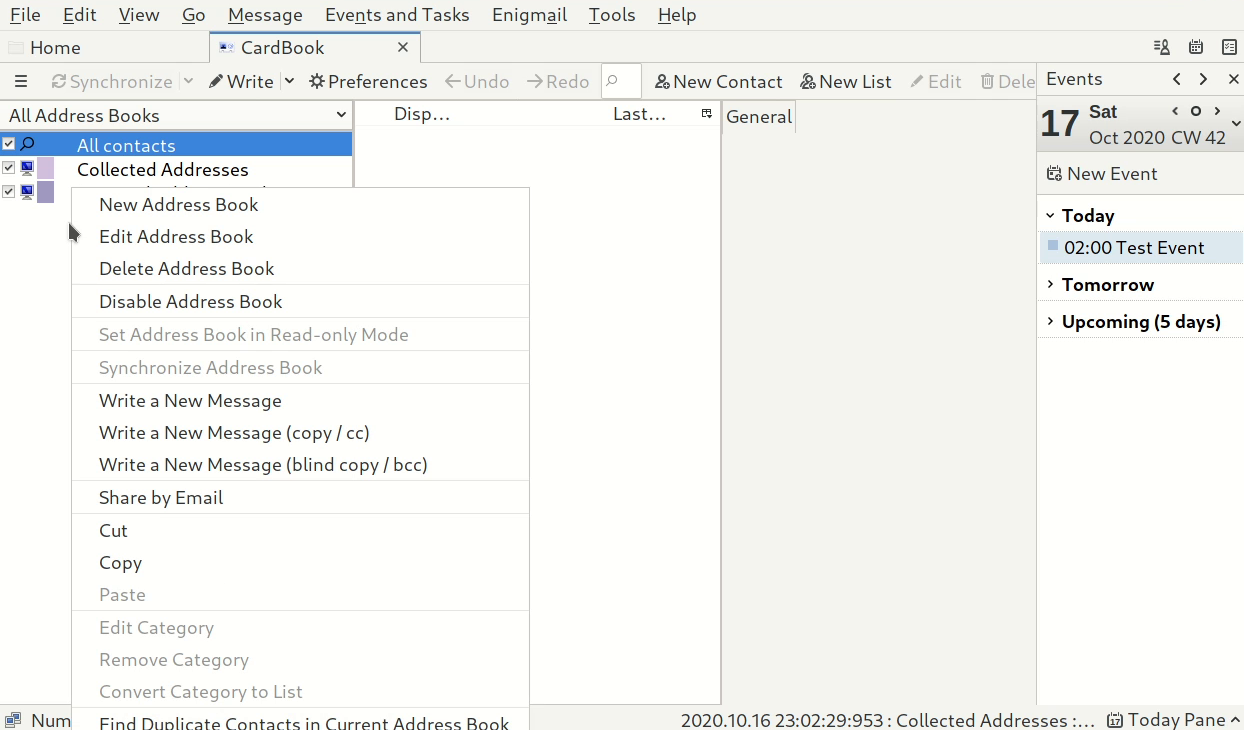 File Edit View Go Message Events and Tasks Enigmail Tools Help
Home CardBook
Synchronize Write Preferences Undo Redo New Contact New List Edit Dele
Events
All Address Books
Disp... Last...
General
17 Sat
Oct 2020 CW 42
All contacts
Collected Addresses
New Address Book
Edit Address Book
Delete Address Book
Disable Address Book
Set Address Book in Read-only Mode
Synchronize Address Book
Write a New Message
Write a New Message (copy / cc)
Write a New Message (blind copy / bcc)
Share by Email
Cut
Copy
Paste
Edit Category
Remove Category
Convert Category to List
Find Duplicate Contacts in Current Address Book
New Event
Today
02:00 Test Event
Tomorrow
Upcoming (5 days)
Num
2020.10.16 23:02:29:953 : Collected Addresses :... 17 Today Pane